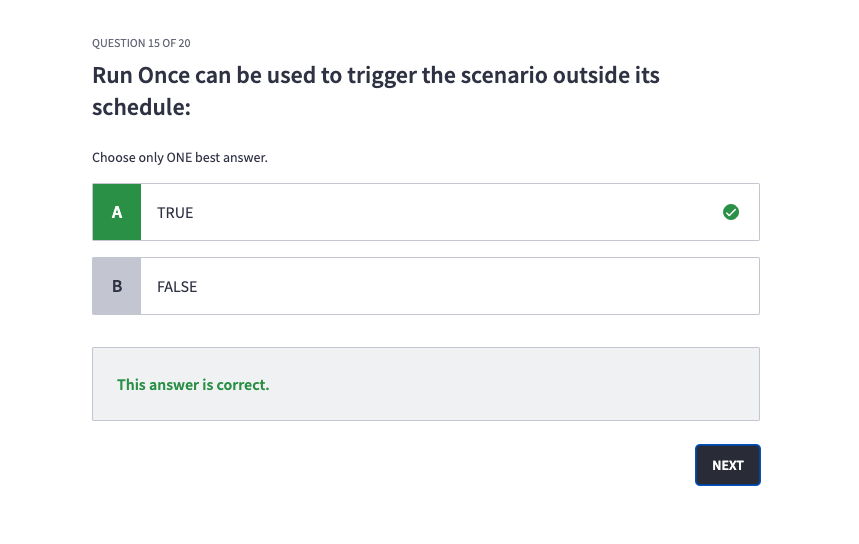 QUESTION 15 OF 20
Run Once can be used to trigger the scenario outside its
schedule:
Choose only ONE best answer.
A TRUE
B FALSE
This answer is correct.
NEXT